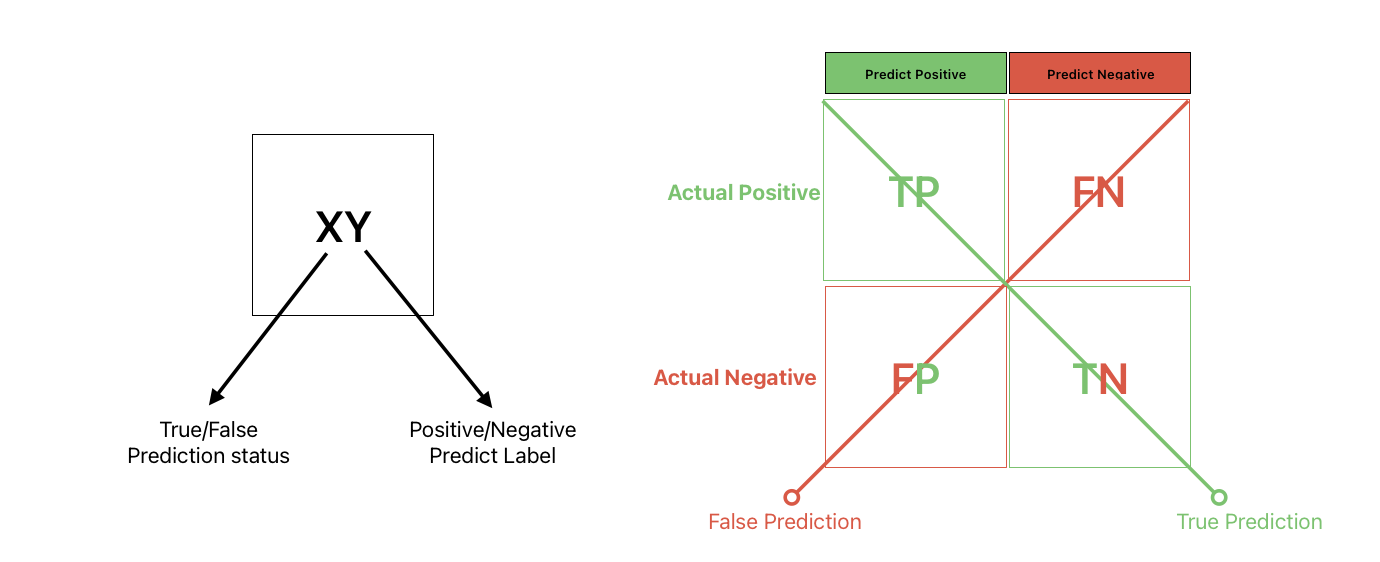 XY
True/False
Prediction status
Positive/Negative
Predict Label
Predict Positive
Predict Negative
Actual Positive
TP
FN
Actual Negative
FP
TN
False Prediction
True Prediction